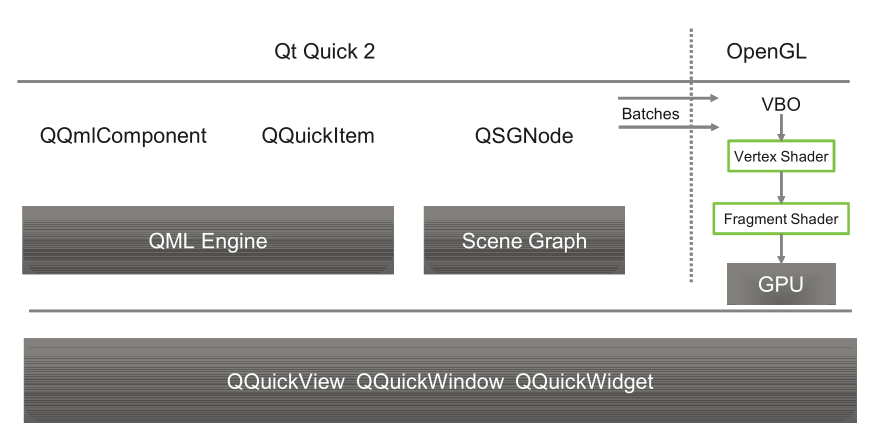 Qt Quick 2
OpenGL
QQmlComponent
QQuickItem
QSGNode
Batches
VBO
Vertex Shader
Fragment Shader
QML Engine
Scene Graph
GPU
QQuickView QQuickWindow QQuickWidget